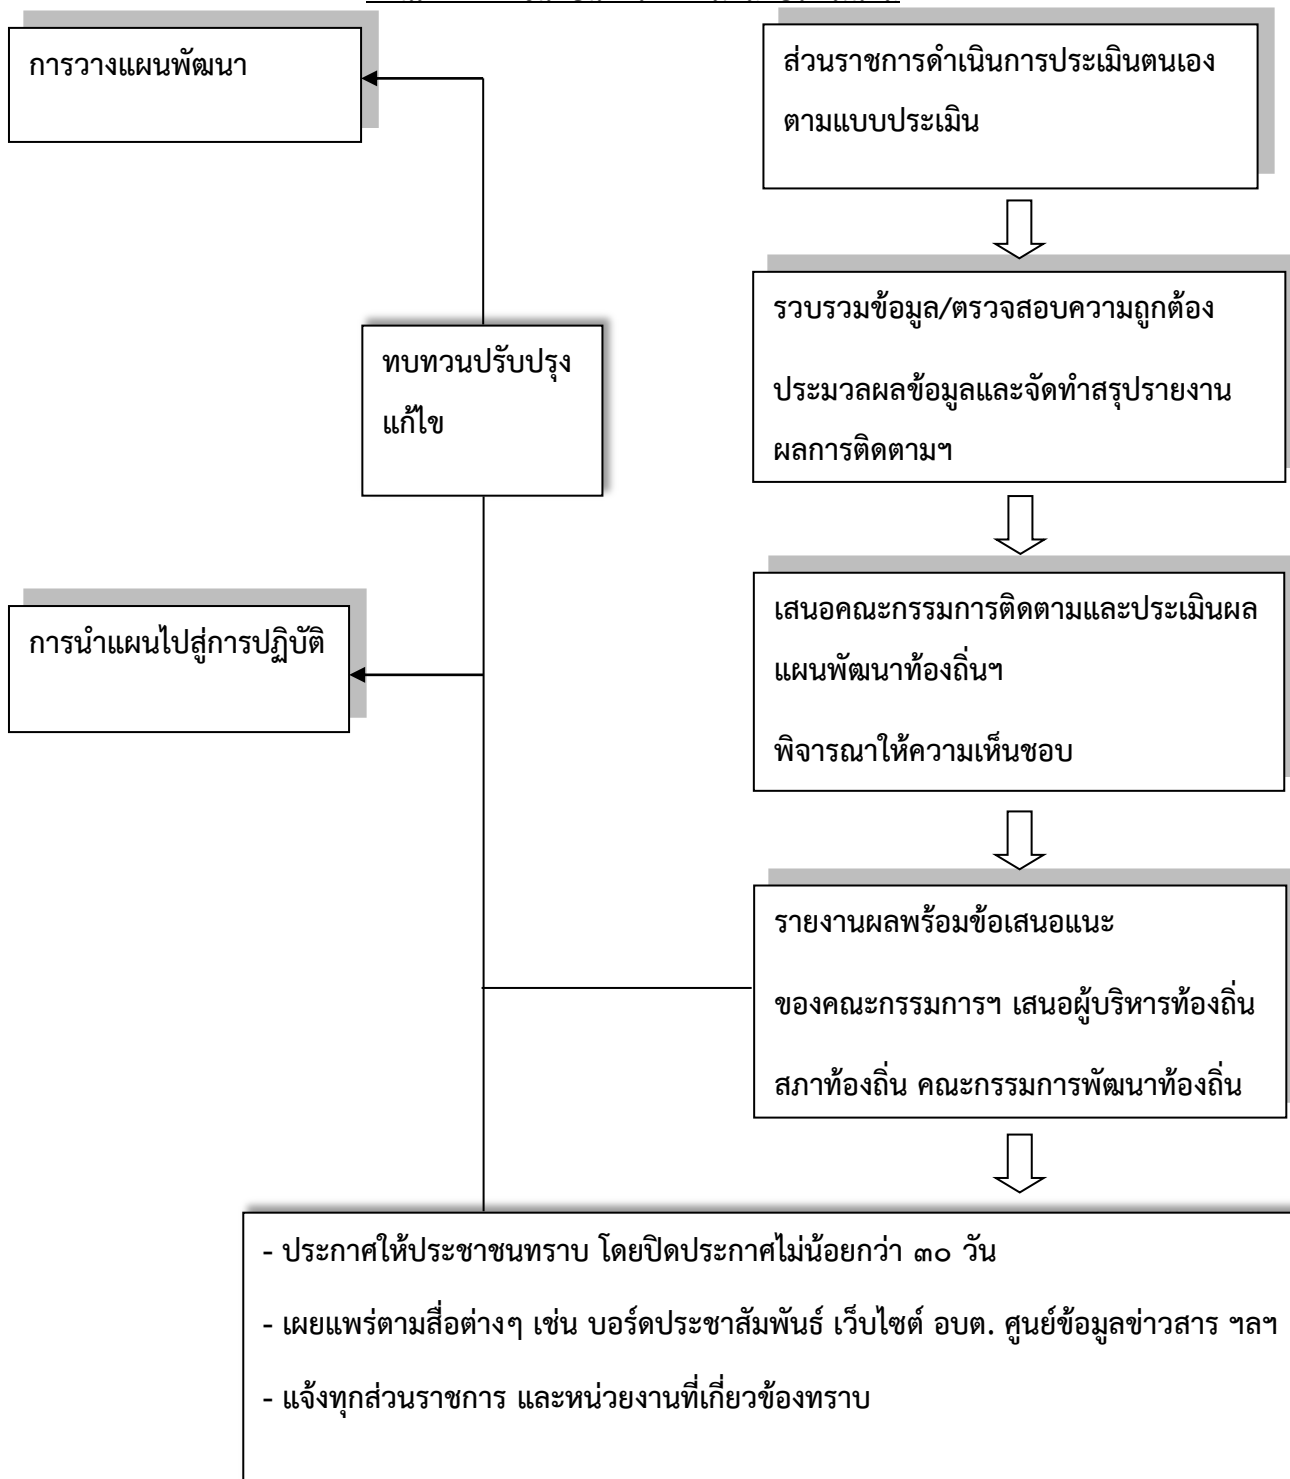 การวางแผนพัฒนา
ส่วนราชการดำเนินการประเมินตนเอง
ตามแบบประเมิน
รวบรวมข้อมูล/ตรวจสอบความถูกต้อง
ประมวลผลข้อมูลและจัดทำสรุปรายงาน
ผลการติดตามฯ
ทบทวนปรับปรุง
แก้ไข
เสนอคณะกรรมการติดตามและประเมินผล
แผนพัฒนาท้องถิ่นฯ
พิจารณาให้ความเห็นชอบ
การนำแผนไปสู่การปฏิบัติ
รายงานผลพร้อมข้อเสนอแนะ
ของคณะกรรมการฯ เสนอผู้บริหารท้องถิ่น
สภาท้องถิ่น คณะกรรมการพัฒนาท้องถิ่น
- ประกาศให้ประชาชนทราบ โดยปิดประกาศไม่น้อยกว่า ๓๐ วัน
- เผยแพร่ตามสื่อต่างๆ เช่น บอร์ดประชาสัมพันธ์ เว็บไซต์ อบต. ศูนย์ข้อมูลข่าวสาร ฯลฯ
- แจ้งทุกส่วนราชการ และหน่วยงานที่เกี่ยวข้องทราบ